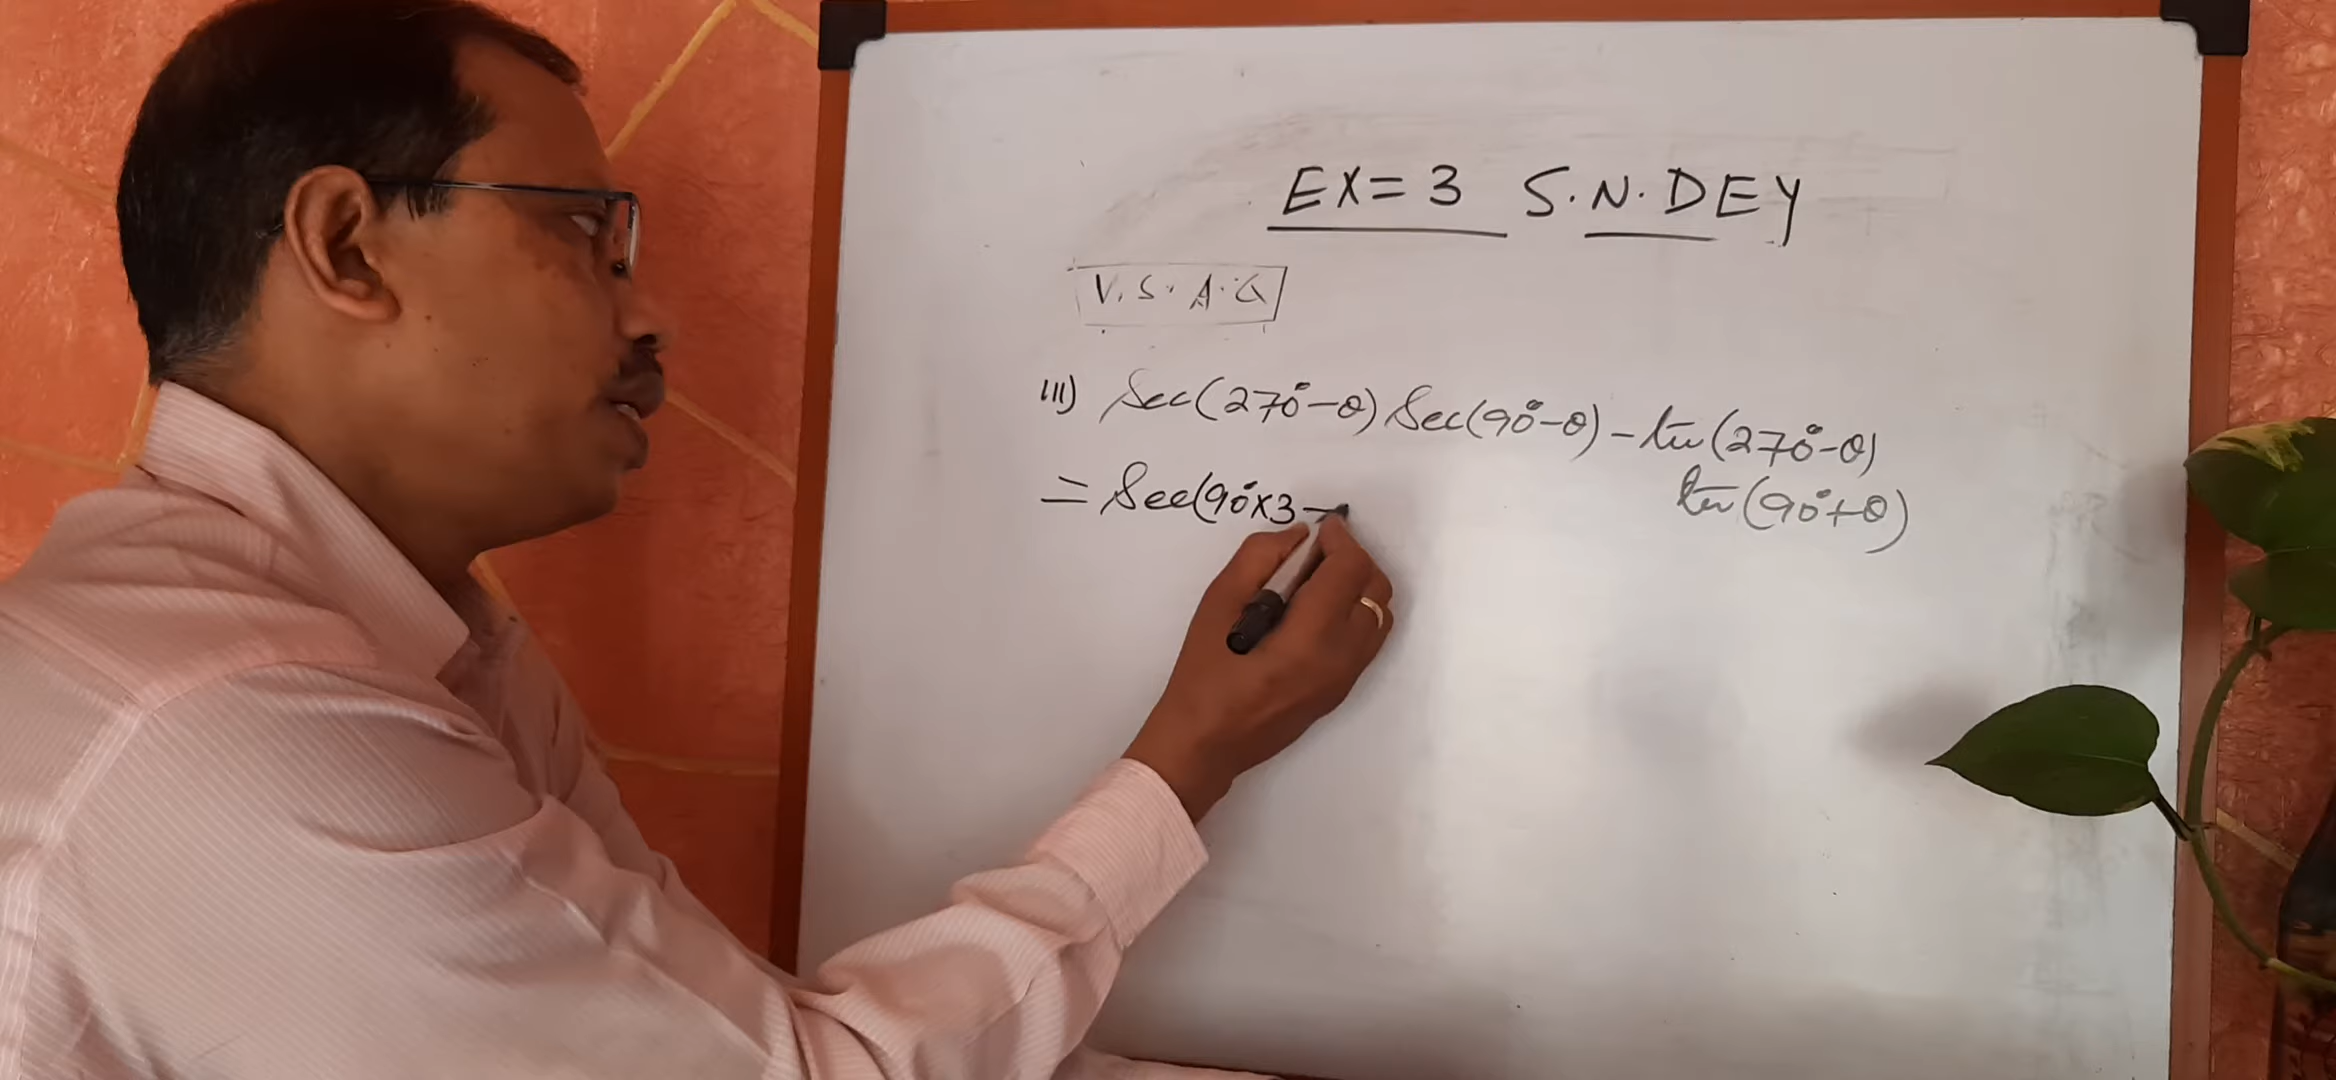 EX=3 S.N.DEY
V.S.A.Q
III) Sec(270°-θ) Sec(90°-θ) - tan(270°-θ)
tan(90°+θ)
= Sec(90°×3 -